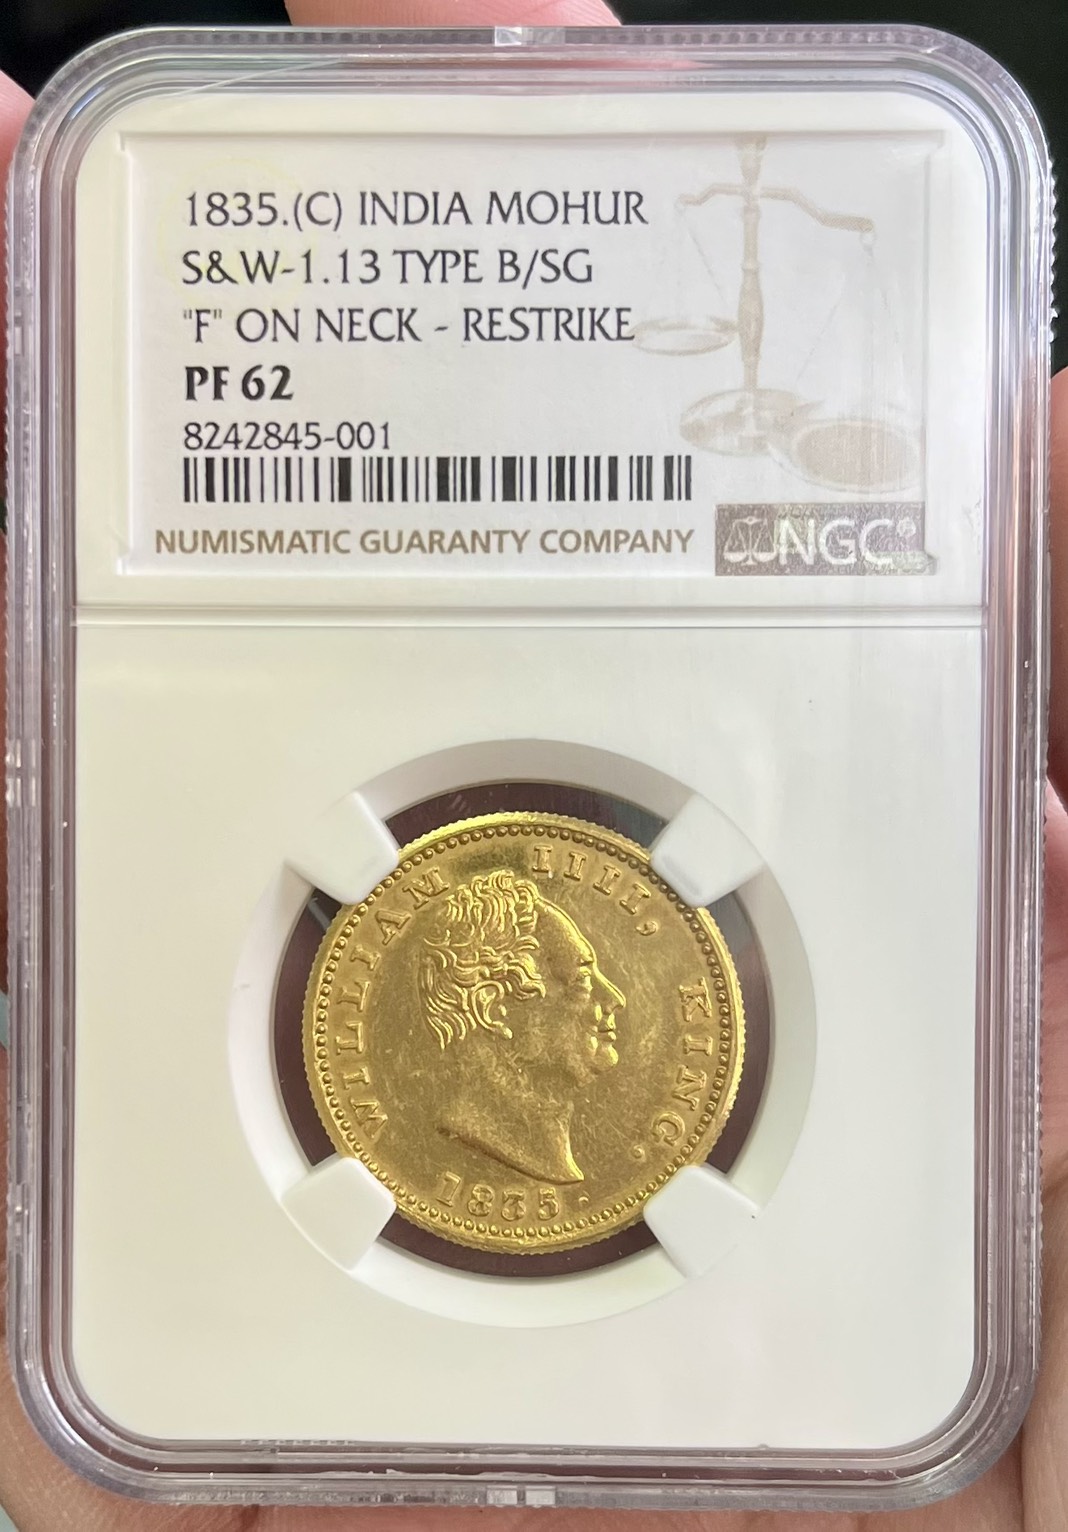 1835.(C) INDIA MOHUR
S&W-1.13 TYPE B/SG
"F" ON NECK - RESTRIKE
PF 62
8242845-001
NUMISMATIC GUARANTY COMPANY
NGC
WILLIAM IIII, KING.
1835.